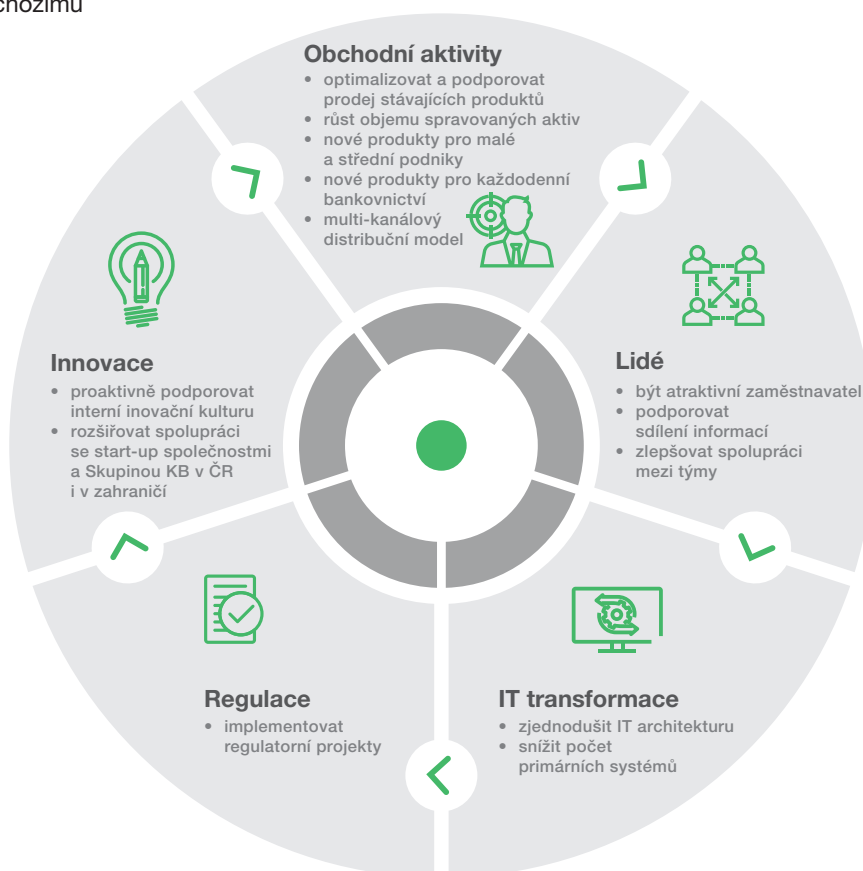 Obchodní aktivity
• optimalizovat a podporovat
prodej stávajících produktů
• růst objemu spravovaných aktiv
• nové produkty pro malé
a střední podniky
• nové produkty pro každodenní
bankovnictví
• multi-kanálový
distribuční model
Lidé
• být atraktivní zaměstnavatel
• podporovat
sdílení informací
• zlepšovat spolupráci
mezi týmy
IT transformace
• zjednodušit IT architekturu
• snížit počet
primárních systémů
Regulace
• implementovat
regulatorní projekty
Innovace
• proaktivně podporovat
interní inovační kulturu
• rozšiřovat spolupráci
se start-up společnostmi
a Skupinou KB v ČR
i v zahraničí